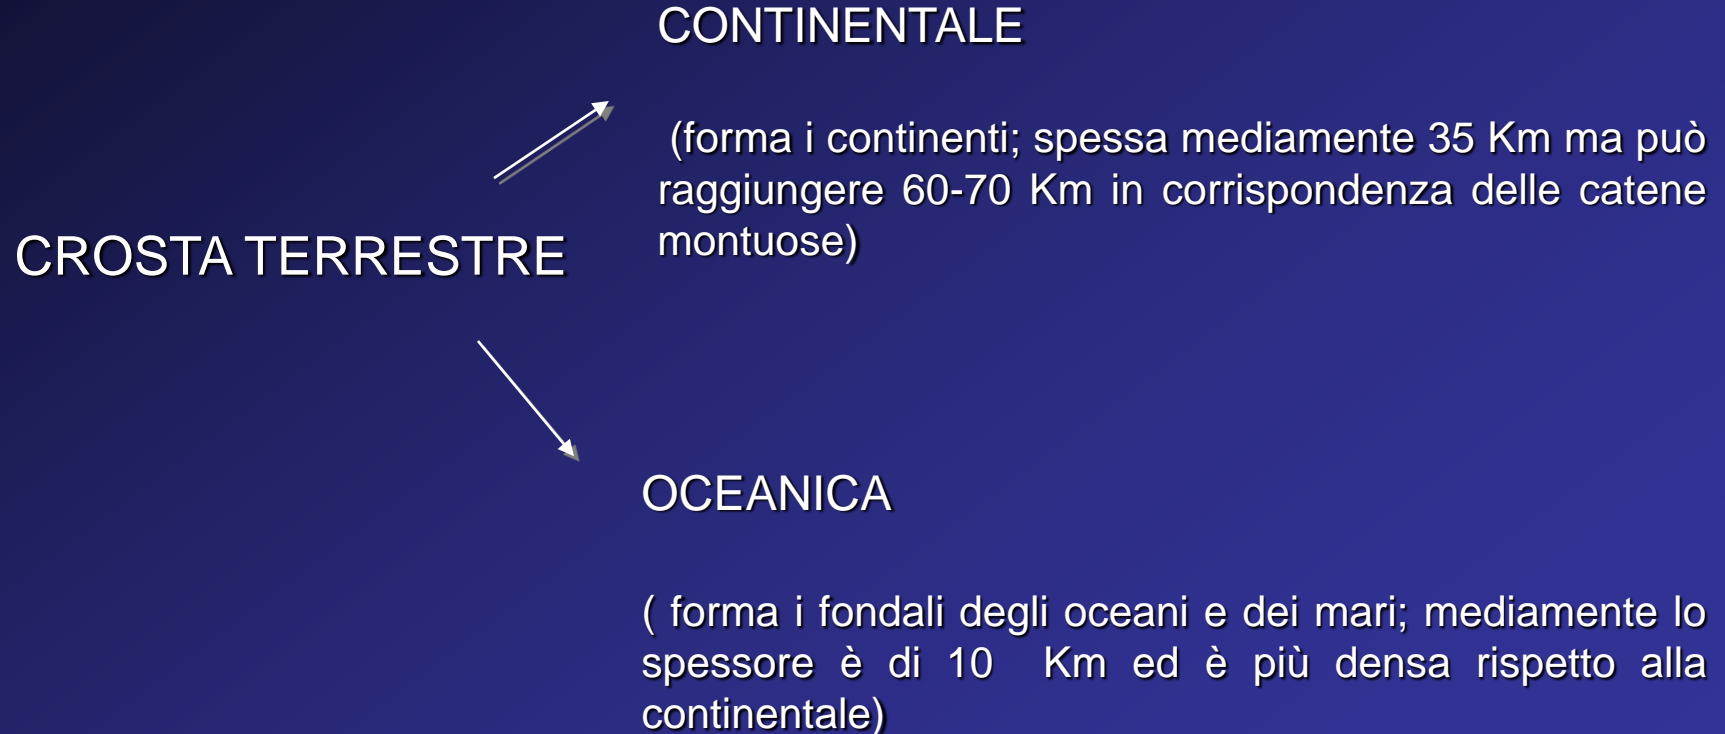 CONTINENTALE
(forma i continenti; spessa mediamente 35 Km ma può
raggiungere 60-70 Km in corrispondenza delle catene
montuose)
CROSTA TERRESTRE
OCEANICA
( forma i fondali degli oceani e dei mari; mediamente lo
spessore è di 10 Km ed è più densa rispetto alla
continentale)